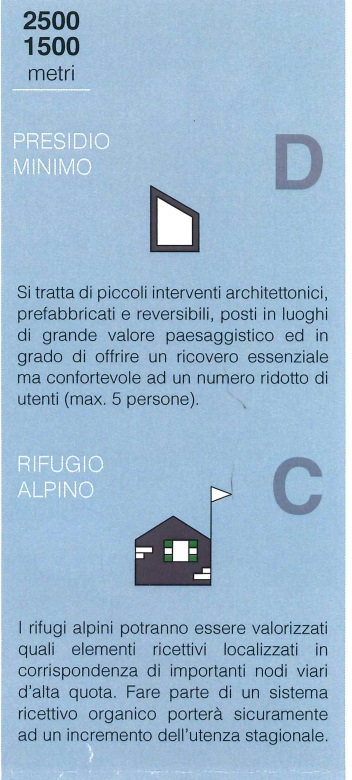 2500
1500
metri
PRESIDIO
MINIMO
D
Si tratta di piccoli interventi architettonici,
prefabbricati e reversibili, posti in luoghi
di grande valore paesaggistico ed in
grado di offrire un ricovero essenziale
ma confortevole ad un numero ridotto di
utenti (max. 5 persone).
RIFUGIO
ALPINO
C
I rifugi alpini potranno essere valorizzati
quali elementi ricettivi localizzati in
corrispondenza di importanti nodi viari
d'alta quota. Fare parte di un sistema
ricettivo organico porterà sicuramente
ad un incremento dell'utenza stagionale.